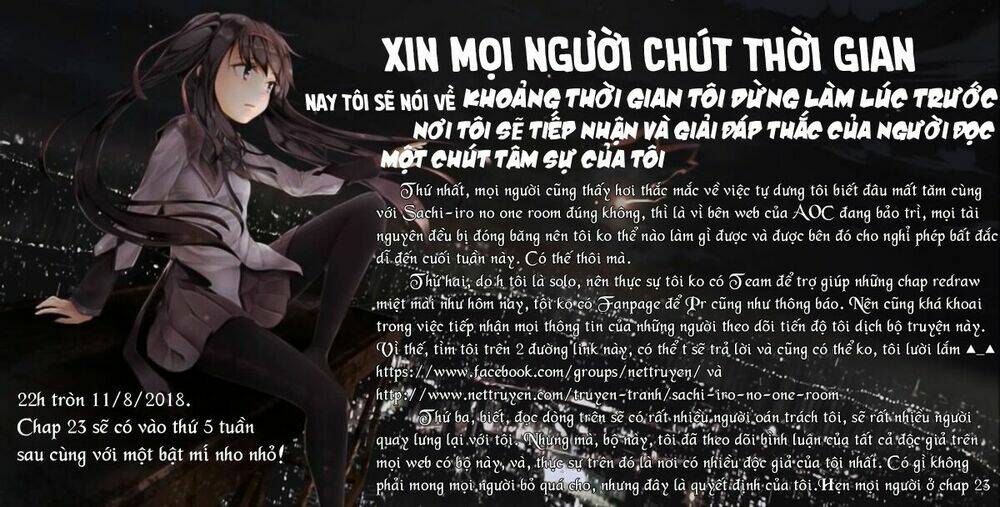 XIN MỌI NGƯỜI CHÚT THỜI GIAN
NAY TÔI SẼ NÓI VỀ KHOẢNG THỜI GIAN TÔI DỪNG LÀM LÚC TRƯỚC
NƠI TÔI SẼ TIẾP NHẬN VÀ GIẢI ĐÁP THẮC CỦA NGƯỜI ĐỌC
MỘT CHÚT TÂM SỰ CỦA TÔI
Thứ nhất, mọi người cũng thấy hơi thắc mắc về việc tự dưng tôi biết đâu mất tăm cùng
với Sachi-iro no one room đúng không, thì là vì bên web của AOC đang bảo trì, mọi tài
nguyên đều bị đóng băng nên tôi ko thể nào làm gì được và được bên đó cho nghỉ phép bất đắc
dĩ đến cuối tuần này. Có thế thôi mà.
Thứ hai, do h tôi là solo, nên thực sự tôi ko có Team để trợ giúp những chap redraw
miệt mài như hôm nay, tôi ko có Fanpage để Pr cũng như thông báo. Nên cũng khá khoai
trong việc tiếp nhận mọi thông tin của những người theo dõi tiến độ tôi dịch bộ truyện này.
Vì thế, tìm tôi trên 2 đường link này, có thể t sẽ trả lời và cũng có thể ko, tôi lười lắm ▲_▲
https://www.facebook.com/groups/nettruyen/ và
http://www.nettruyen.com/truyen-tranh/sachi-iro-no-one-room
Thứ ba, biết, đọc dòng trên sẽ có rất nhiều người oán trách tôi, sẽ rất nhiều người
quay lưng lại với tôi. Nhưng mà, bộ này, tôi đã theo dõi bình luận của tất cả độc giả trên
mọi web có bộ này, và, thực sự trên đó là nơi có nhiều độc giả của tôi nhất. Có gì không
phải mong mọi người bỏ quá cho, nhưng đây là quyết định của tôi. Hẹn mọi người ở chap 23
22h tròn 11/8/2018.
Chap 23 sẽ có vào thứ 5 tuần
sau cùng với một bật mí nho nhỏ!